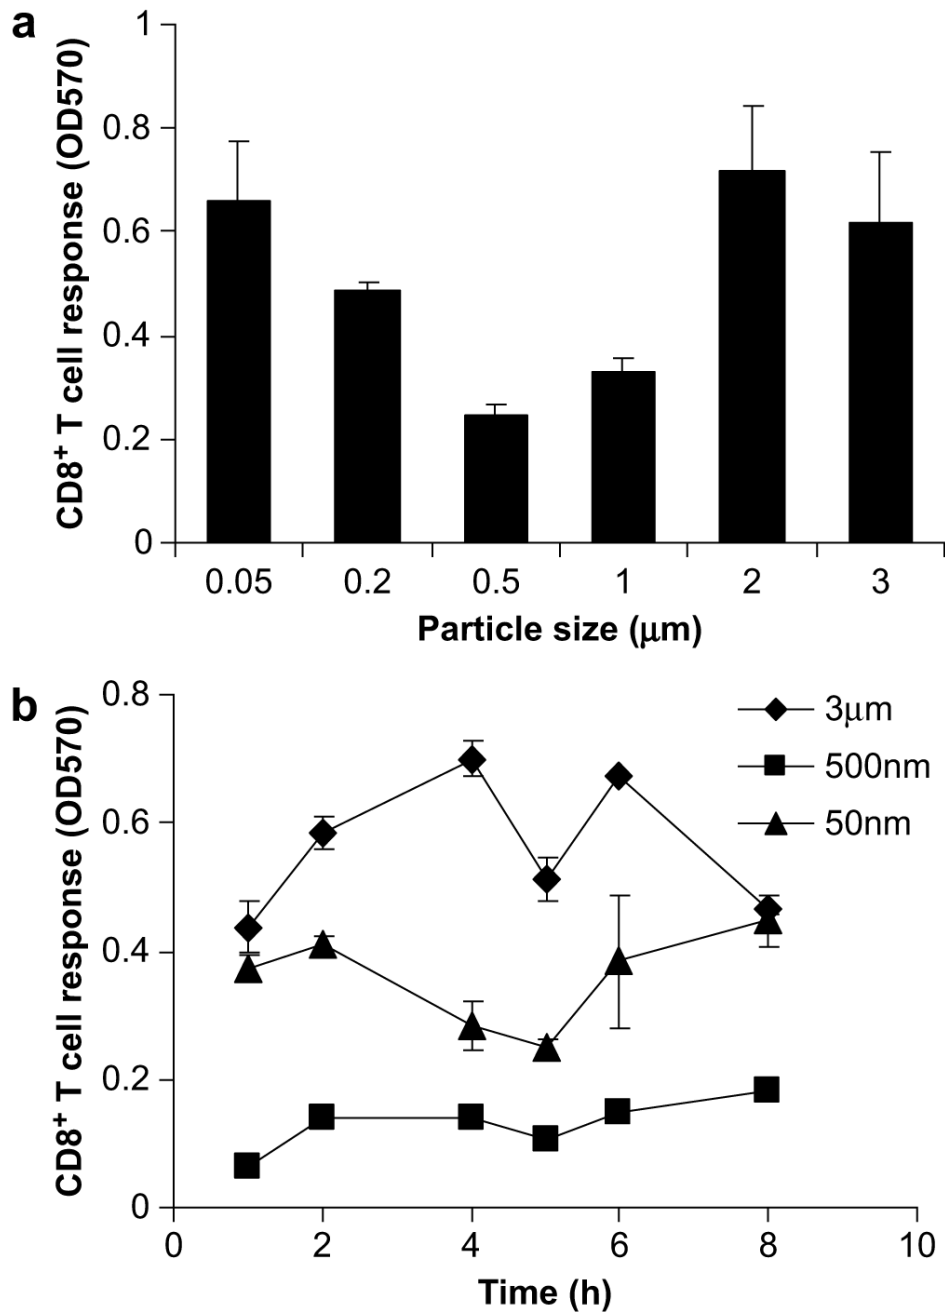 a
CD8⁺ T cell response (OD570)
1
0.8
0.6
0.4
0.2
0
0.05 0.2 0.5 1 2 3
Particle size (μm)
b
CD8⁺ T cell response (OD570)
0.8
0.6
0.4
0.2
0
3μm
500nm
50nm
0 2 4 6 8 10
Time (h)